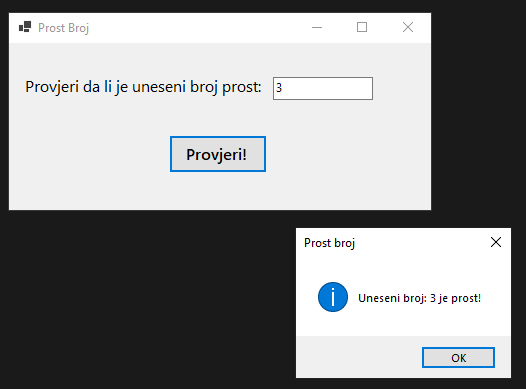 Prost Broj
Provjeri da li je uneseni broj prost: 3
Provjeri!
Prost broj
Uneseni broj: 3 je prost!
OK